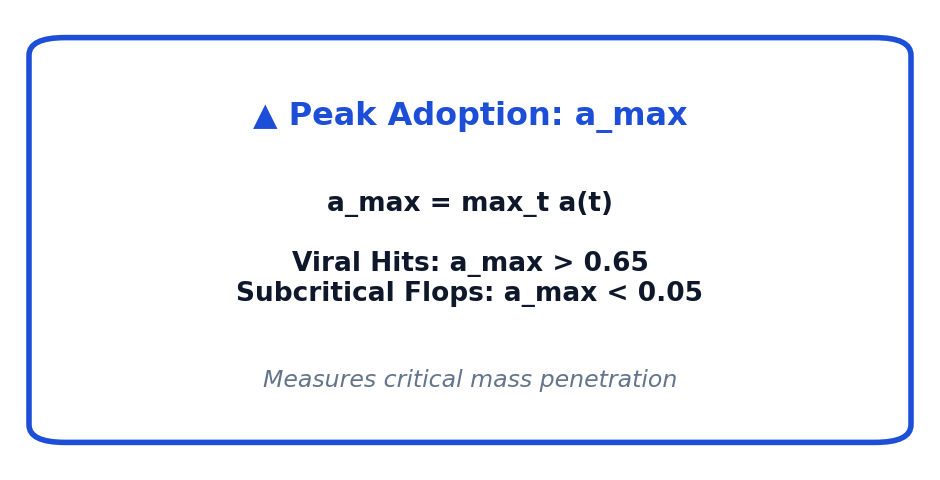 ▲ Peak Adoption: a_max
a_max = max_t a(t)
Viral Hits: a_max > 0.65
Subcritical Flops: a_max < 0.05
Measures critical mass penetration